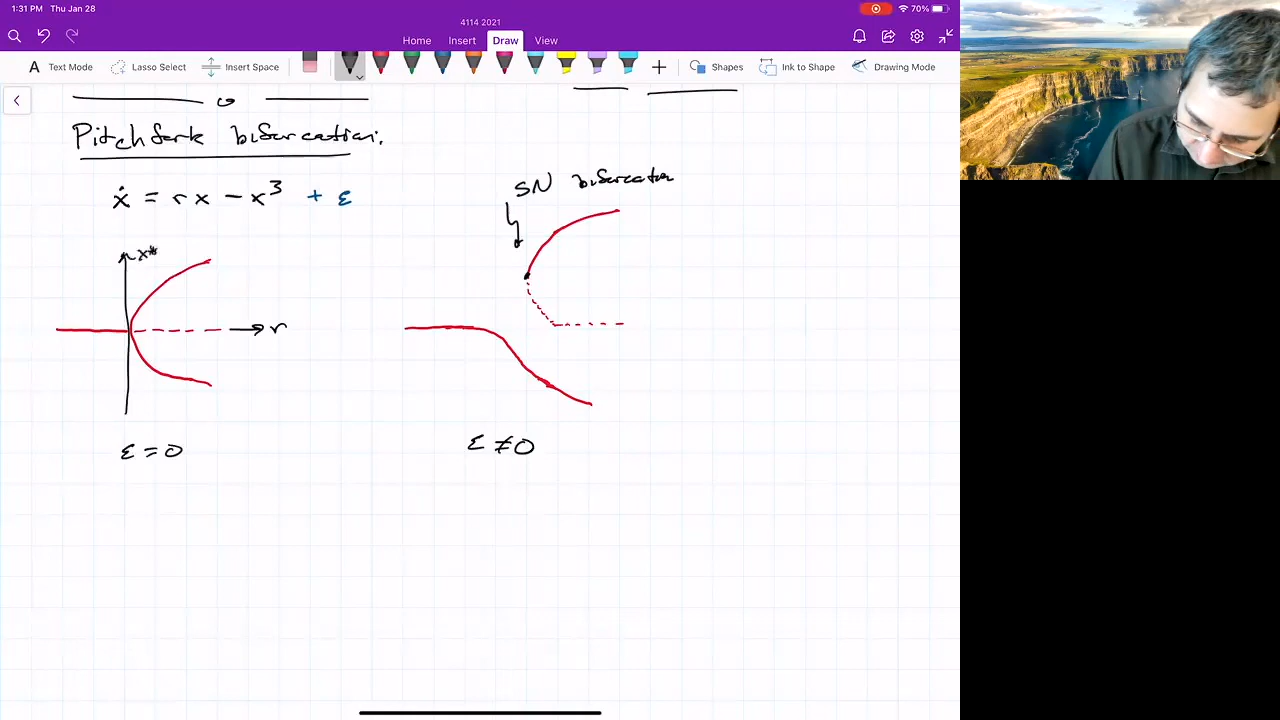 1:31 PM Thu Jan 28
70%
4114 2021
Home Insert Draw View
Text Mode Lasso Select Insert Space Shapes Ink to Shape Drawing Mode
Pitchfork bifurcation:
ẋ = rx − x³ + ε
SN bifurcation
x*
r
ε = 0
ε ≠ 0